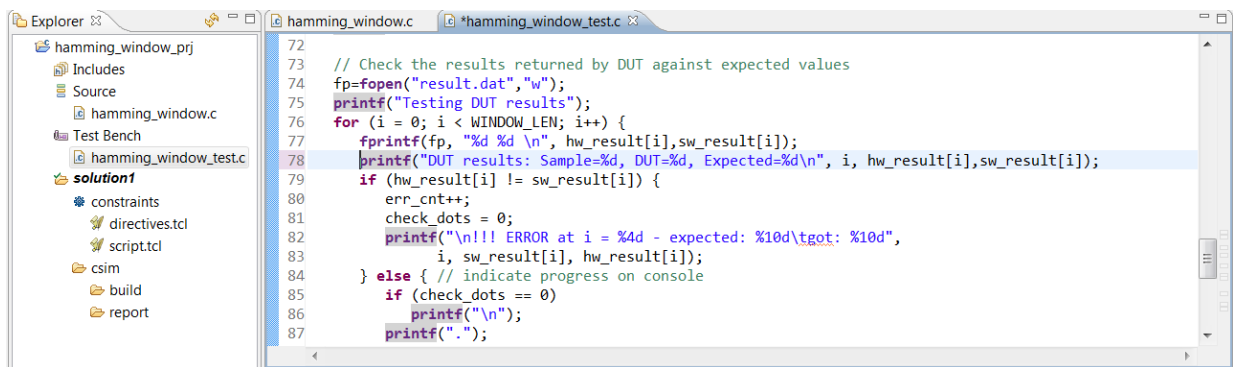 Explorer
hamming_window_prj
Includes
Source
hamming_window.c
Test Bench
hamming_window_test.c
solution1
constraints
directives.tcl
script.tcl
csim
build
report
hamming_window.c
*hamming_window_test.c
72
73 // Check the results returned by DUT against expected values
74 fp=fopen("result.dat","w");
75 printf("Testing DUT results");
76 for (i = 0; i < WINDOW_LEN; i++) {
77 fprintf(fp, "%d %d \n", hw_result[i],sw_result[i]);
78 printf("DUT results: Sample=%d, DUT=%d, Expected=%d\n", i, hw_result[i],sw_result[i]);
79 if (hw_result[i] != sw_result[i]) {
80 err_cnt++;
81 check_dots = 0;
82 printf("\n!!! ERROR at i = %4d - expected: %10d\tgot: %10d",
83 i, sw_result[i], hw_result[i]);
84 } else { // indicate progress on console
85 if (check_dots == 0)
86 printf("\n");
87 printf(".");